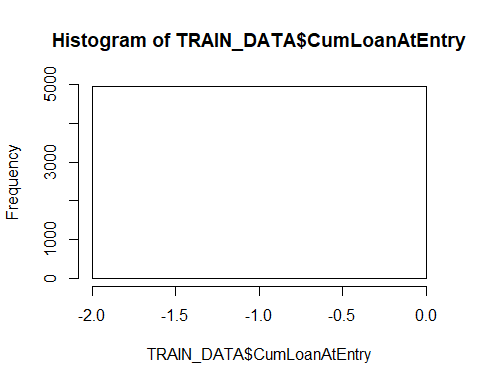 Histogram of TRAIN_DATA$CumLoanAtEntry
Frequency
5000
3000
1000
0
-2.0 -1.5 -1.0 -0.5 0.0
TRAIN_DATA$CumLoanAtEntry